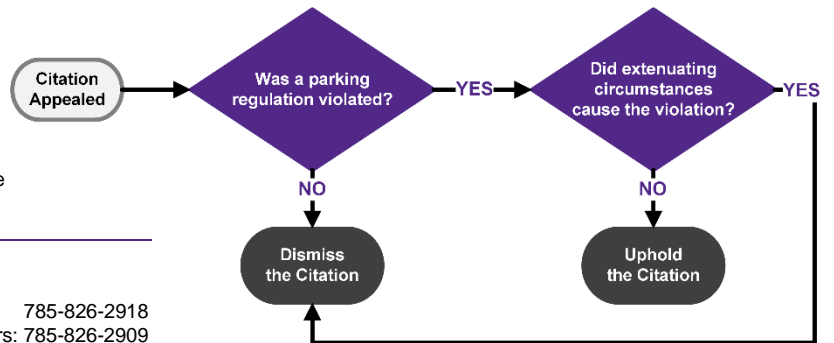 Citation
Appealed
Was a parking
regulation violated?
YES
Did extenuating
circumstances
cause the violation?
YES
NO
NO
Dismiss
the Citation
Uphold
the Citation
e
785-826-2918
rs: 785-826-2909